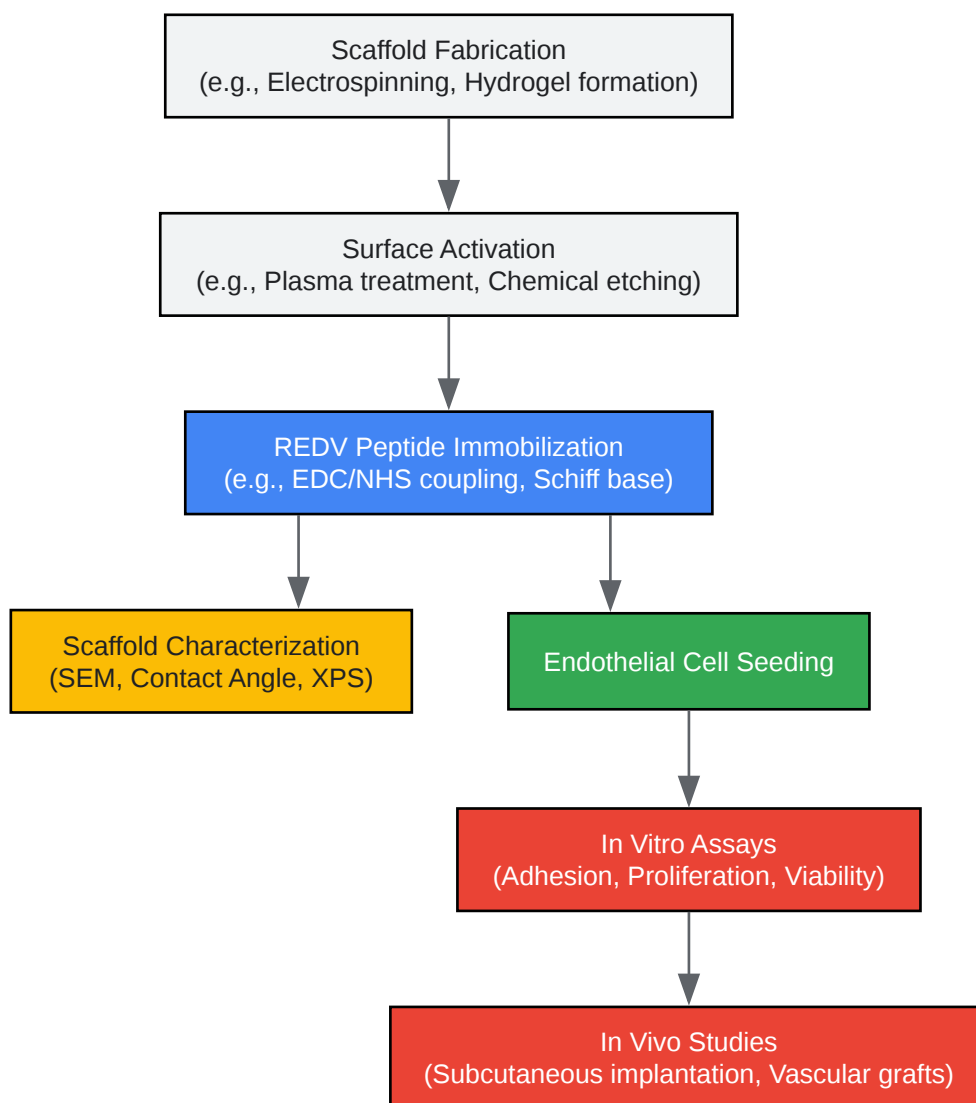 Scaffold Fabrication
(e.g., Electrospinning, Hydrogel formation)
Surface Activation
(e.g., Plasma treatment, Chemical etching)
REDV Peptide Immobilization
(e.g., EDC/NHS coupling, Schiff base)
Scaffold Characterization
(SEM, Contact Angle, XPS)
Endothelial Cell Seeding
In Vitro Assays
(Adhesion, Proliferation, Viability)
In Vivo Studies
(Subcutaneous implantation, Vascular grafts)